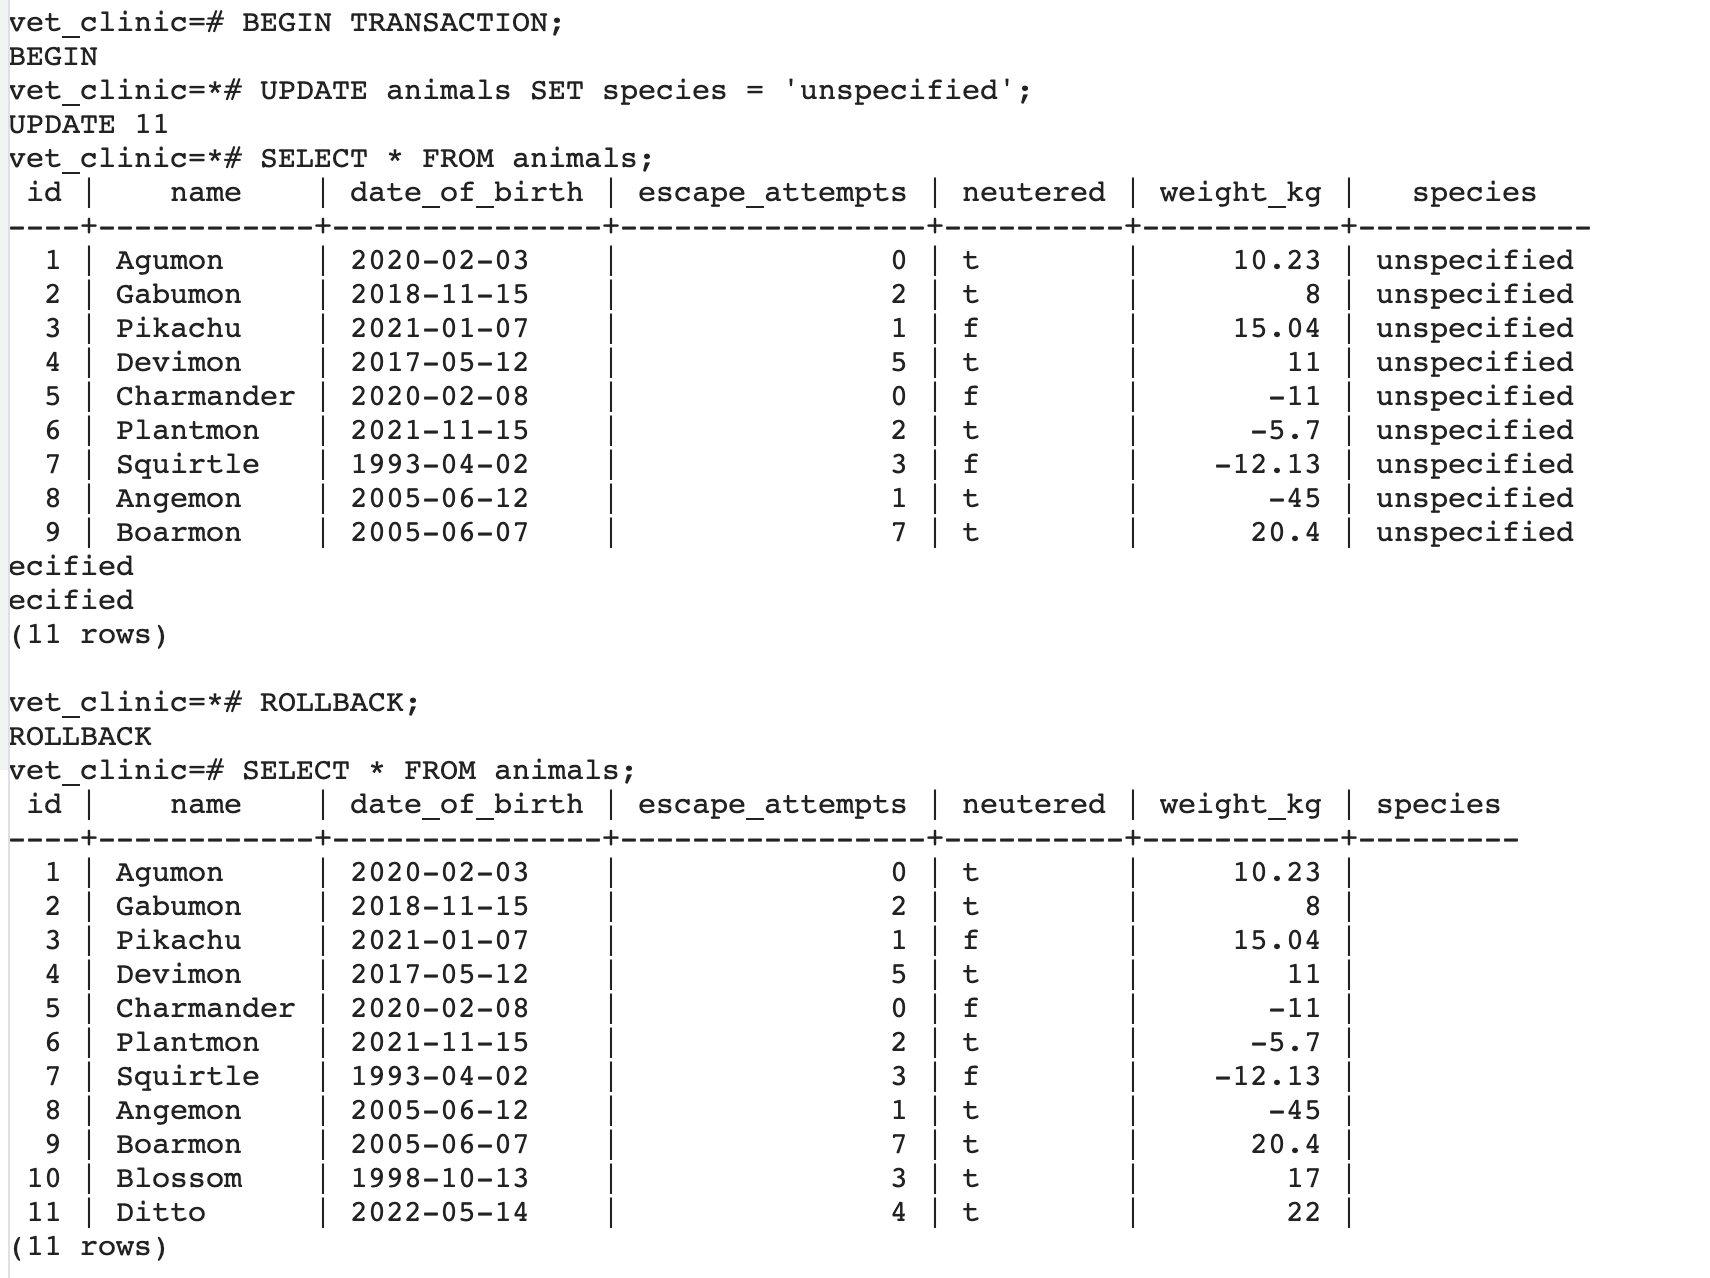 vet_clinic=# BEGIN TRANSACTION;
BEGIN
vet_clinic=*# UPDATE animals SET species = 'unspecified';
UPDATE 11
vet_clinic=*# SELECT * FROM animals;
 id |    name    | date_of_birth | escape_attempts | neutered | weight_kg |   species
----+------------+---------------+-----------------+----------+-----------+-------------
  1 | Agumon     | 2020-02-03    |               0 | t        |     10.23 | unspecified
  2 | Gabumon    | 2018-11-15    |               2 | t        |         8 | unspecified
  3 | Pikachu    | 2021-01-07    |               1 | f        |     15.04 | unspecified
  4 | Devimon    | 2017-05-12    |               5 | t        |        11 | unspecified
  5 | Charmander | 2020-02-08    |               0 | f        |       -11 | unspecified
  6 | Plantmon   | 2021-11-15    |               2 | t        |      -5.7 | unspecified
  7 | Squirtle   | 1993-04-02    |               3 | f        |    -12.13 | unspecified
  8 | Angemon    | 2005-06-12    |               1 | t        |       -45 | unspecified
  9 | Boarmon    | 2005-06-07    |               7 | t        |      20.4 | unspecified
ecified
ecified
(11 rows)

vet_clinic=*# ROLLBACK;
ROLLBACK
vet_clinic=# SELECT * FROM animals;
 id |    name    | date_of_birth | escape_attempts | neutered | weight_kg | species
----+------------+---------------+-----------------+----------+-----------+---------
  1 | Agumon     | 2020-02-03    |               0 | t        |     10.23 |
  2 | Gabumon    | 2018-11-15    |               2 | t        |         8 |
  3 | Pikachu    | 2021-01-07    |               1 | f        |     15.04 |
  4 | Devimon    | 2017-05-12    |               5 | t        |        11 |
  5 | Charmander | 2020-02-08    |               0 | f        |       -11 |
  6 | Plantmon   | 2021-11-15    |               2 | t        |      -5.7 |
  7 | Squirtle   | 1993-04-02    |               3 | f        |    -12.13 |
  8 | Angemon    | 2005-06-12    |               1 | t        |       -45 |
  9 | Boarmon    | 2005-06-07    |               7 | t        |      20.4 |
 10 | Blossom    | 1998-10-13    |               3 | t        |        17 |
 11 | Ditto      | 2022-05-14    |               4 | t        |        22 |
(11 rows)